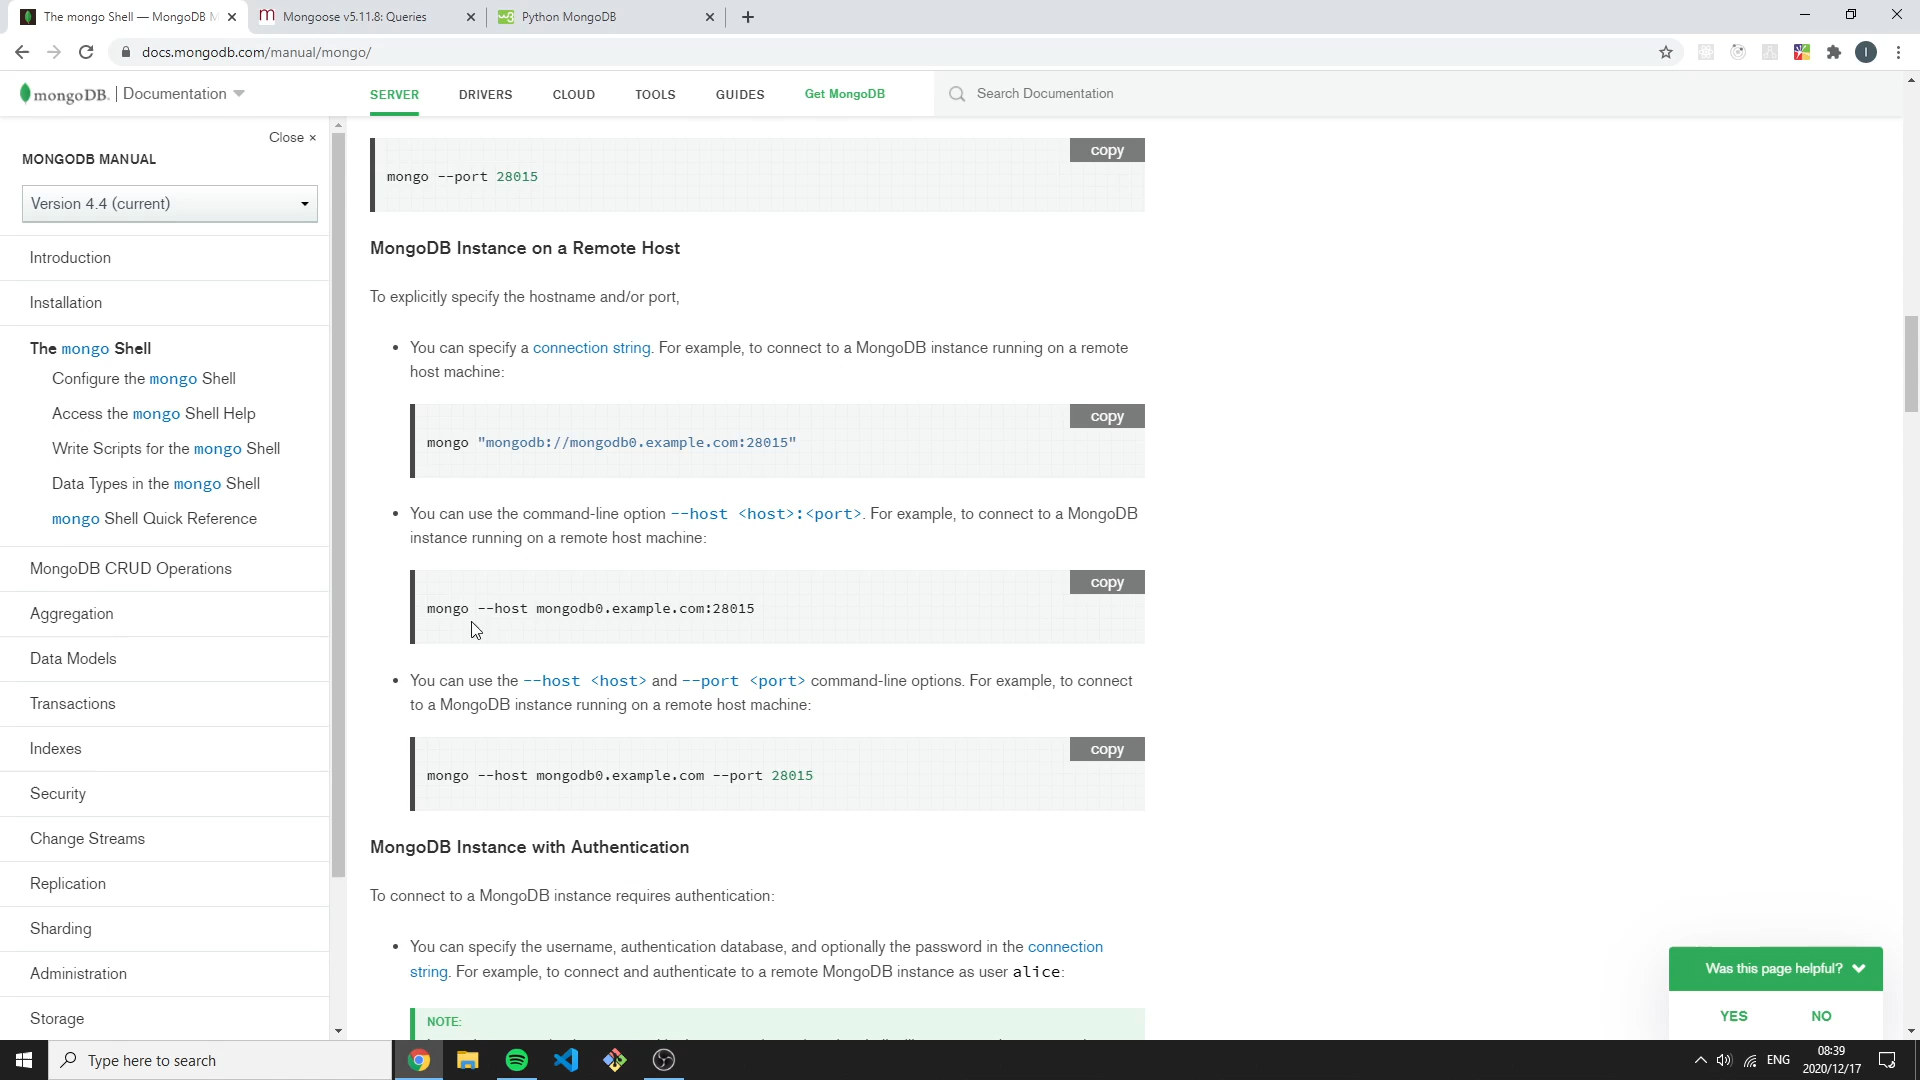 The mongo Shell — MongoDB M
Mongoose v5.11.8: Queries
Python MongoDB
docs.mongodb.com/manual/mongo/
mongoDB. | Documentation
SERVER
DRIVERS
CLOUD
TOOLS
GUIDES
Get MongoDB
Search Documentation
Close ×
MONGODB MANUAL
Version 4.4 (current)
Introduction
Installation
The mongo Shell
Configure the mongo Shell
Access the mongo Shell Help
Write Scripts for the mongo Shell
Data Types in the mongo Shell
mongo Shell Quick Reference
MongoDB CRUD Operations
Aggregation
Data Models
Transactions
Indexes
Security
Change Streams
Replication
Sharding
Administration
Storage
copy
mongo --port 28015
MongoDB Instance on a Remote Host
To explicitly specify the hostname and/or port,
• You can specify a connection string. For example, to connect to a MongoDB instance running on a remote
host machine:
copy
mongo "mongodb://mongodb0.example.com:28015"
• You can use the command-line option --host <host>:<port>. For example, to connect to a MongoDB
instance running on a remote host machine:
copy
mongo --host mongodb0.example.com:28015
• You can use the --host <host> and --port <port> command-line options. For example, to connect
to a MongoDB instance running on a remote host machine:
copy
mongo --host mongodb0.example.com --port 28015
MongoDB Instance with Authentication
To connect to a MongoDB instance requires authentication:
• You can specify the username, authentication database, and optionally the password in the connection
string. For example, to connect and authenticate to a remote MongoDB instance as user alice:
NOTE:
Was this page helpful?
YES
NO
Type here to search
ENG
08:39
2020/12/17